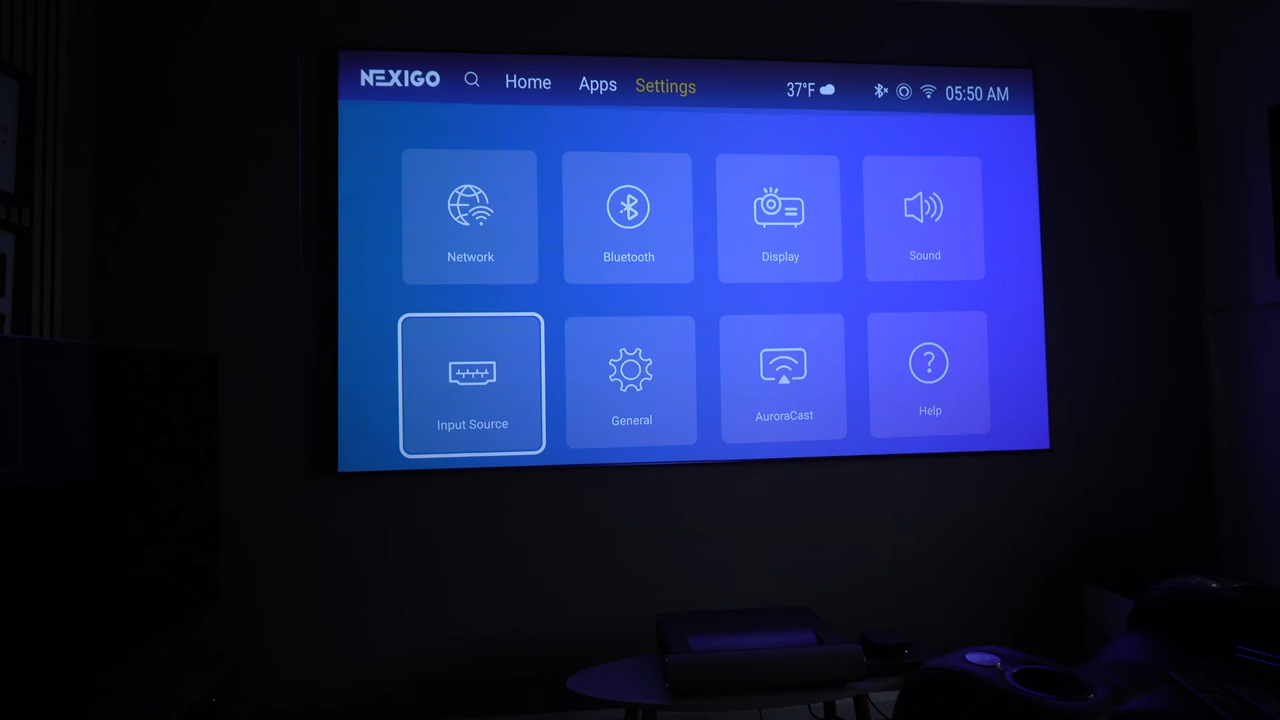 NEXIGO Home Apps Settings 37°F 05:50 AM
Network Bluetooth Display Sound
Input Source General AuroraCast Help